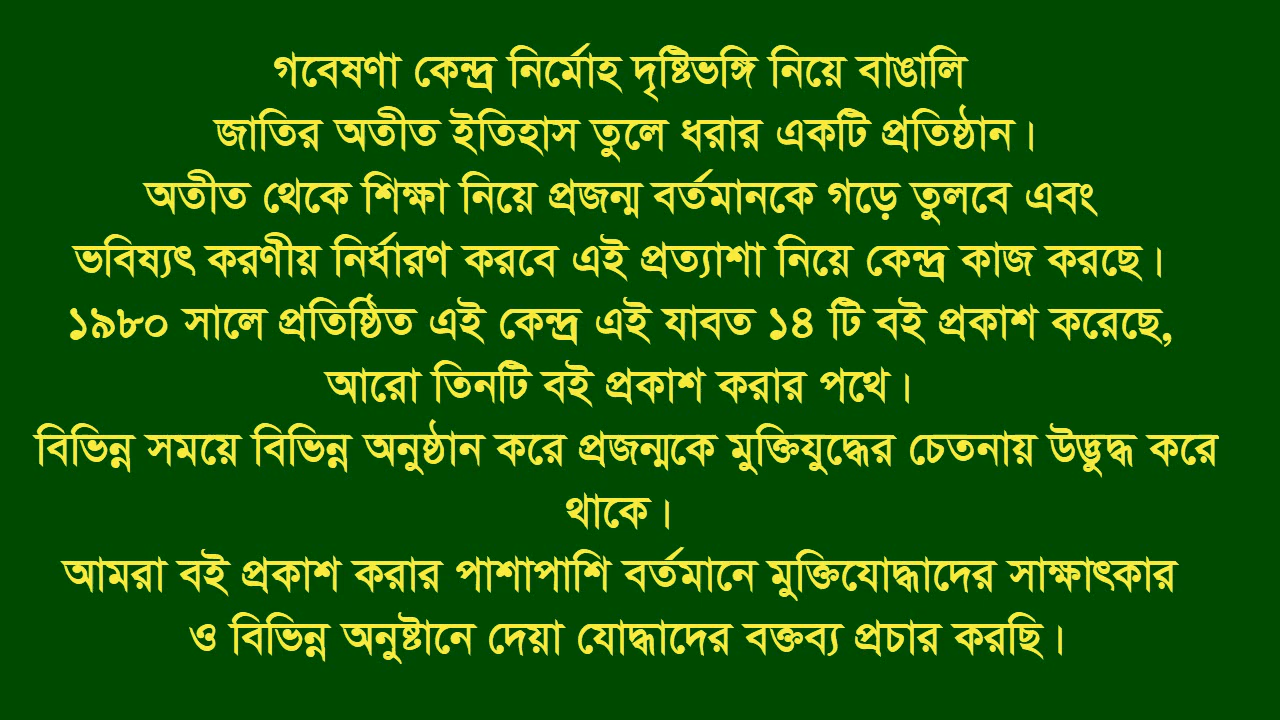 গবেষণা কেন্দ্র নির্মোহ দৃষ্টিভঙ্গি নিয়ে বাঙালি
জাতির অতীত ইতিহাস তুলে ধরার একটি প্রতিষ্ঠান।
অতীত থেকে শিক্ষা নিয়ে প্রজন্ম বর্তমানকে গড়ে তুলবে এবং
ভবিষ্যৎ করণীয় নির্ধারণ করবে এই প্রত্যাশা নিয়ে কেন্দ্র কাজ করছে।
১৯৮০ সালে প্রতিষ্ঠিত এই কেন্দ্র এই যাবত ১৪ টি বই প্রকাশ করেছে,
আরো তিনটি বই প্রকাশ করার পথে।
বিভিন্ন সময়ে বিভিন্ন অনুষ্ঠান করে প্রজন্মকে মুক্তিযুদ্ধের চেতনায় উদ্ভুদ্ধ করে
থাকে।
আমরা বই প্রকাশ করার পাশাপাশি বর্তমানে মুক্তিযোদ্ধাদের সাক্ষাৎকার
ও বিভিন্ন অনুষ্টানে দেয়া যোদ্ধাদের বক্তব্য প্রচার করছি।